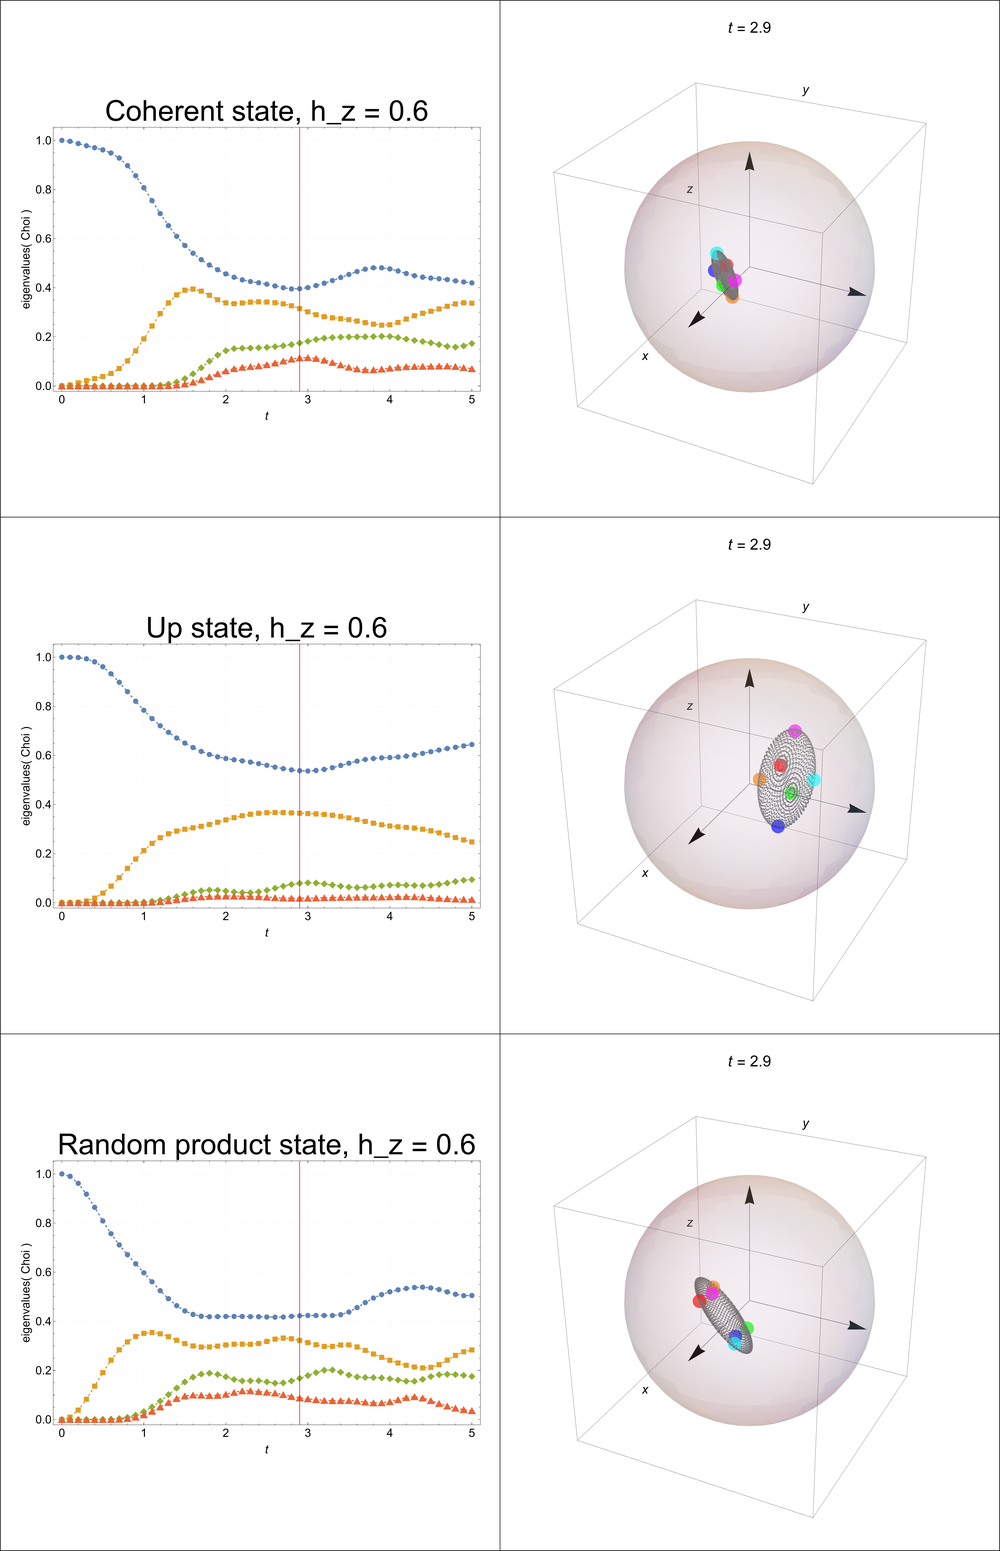 t = 2.9
Coherent state, h_z = 0.6
eigenvalues( Choi )
1.0
0.8
0.6
0.4
0.2
0.0
0 1 2 3 4 5
t
y
z
x
t = 2.9
Up state, h_z = 0.6
eigenvalues( Choi )
1.0
0.8
0.6
0.4
0.2
0.0
0 1 2 3 4 5
t
y
z
x
t = 2.9
Random product state, h_z = 0.6
eigenvalues( Choi )
1.0
0.8
0.6
0.4
0.2
0.0
0 1 2 3 4 5
t
y
z
x